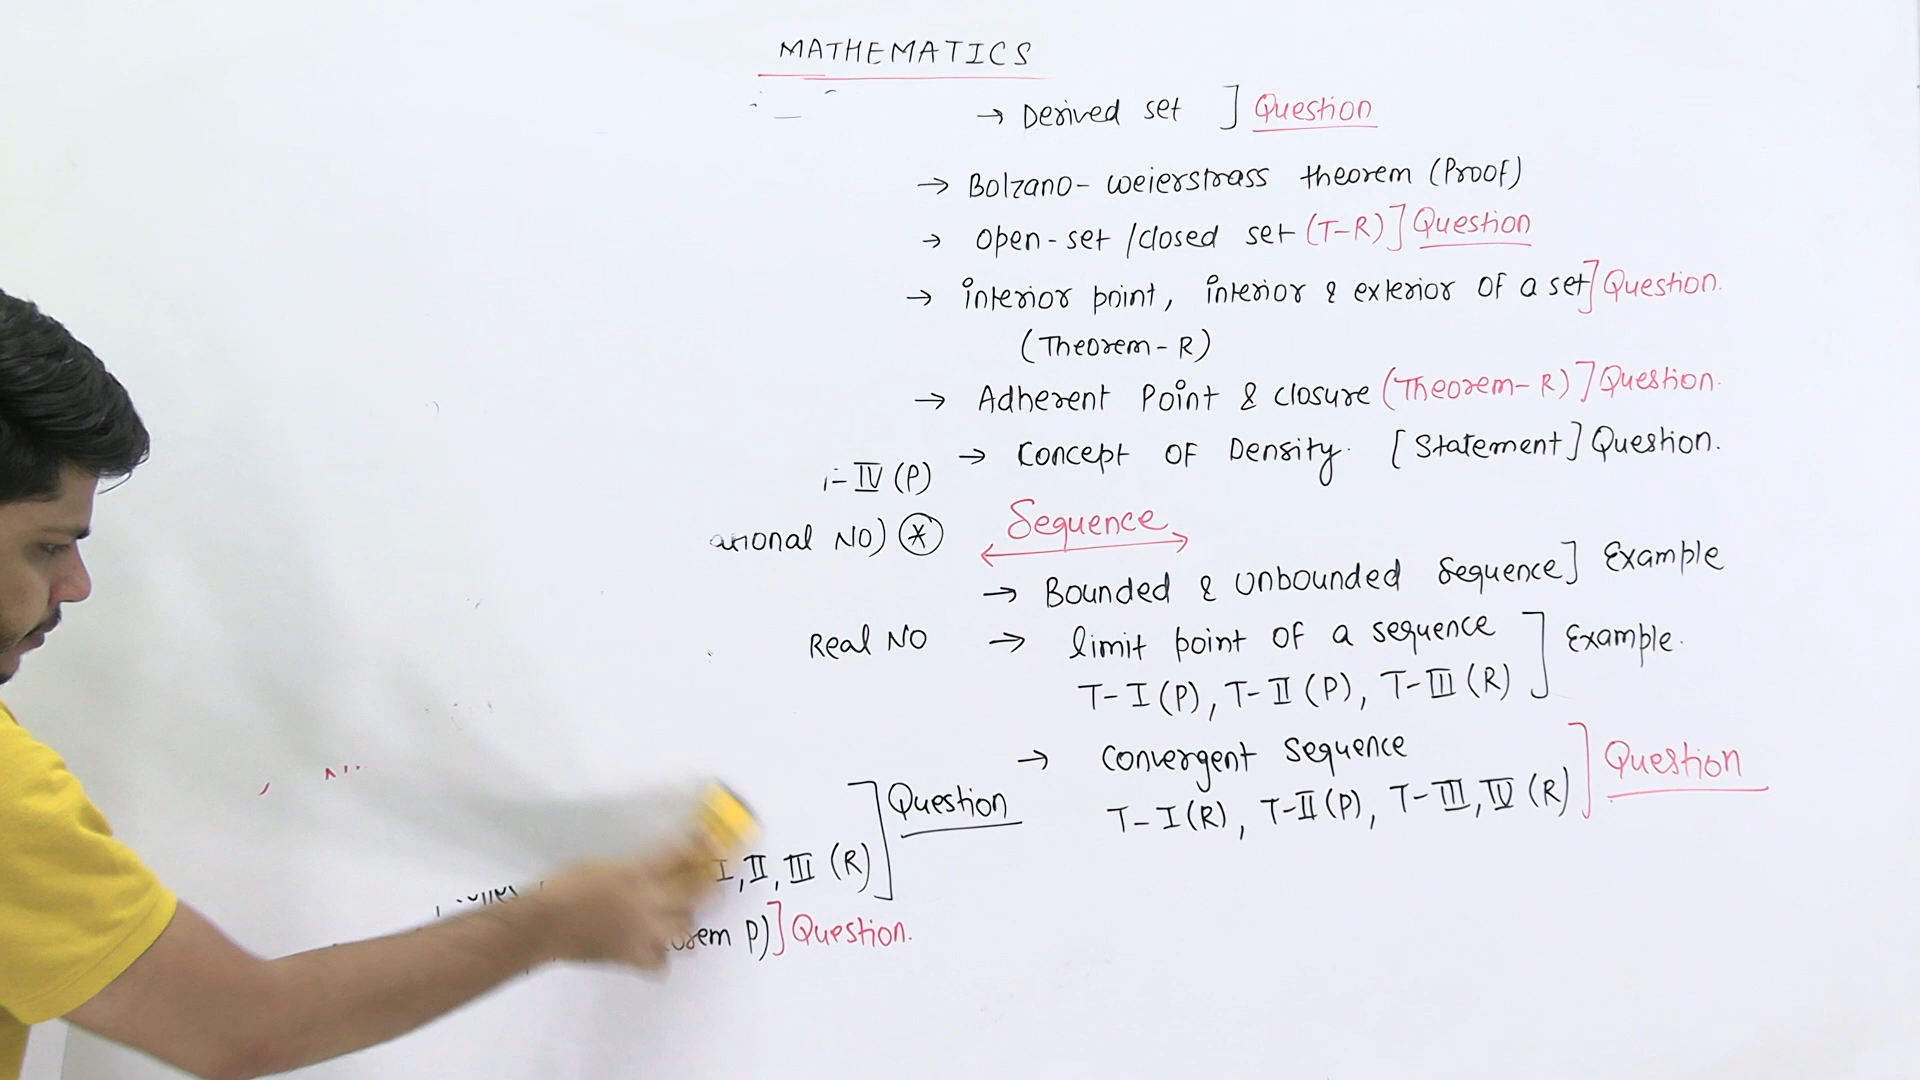 MATHEMATICS
→ Derived set ] Question
→ Bolzano-weierstrass theorem (Proof)
→ open-set /closed set (T-R)] Question
→ interior point, interior & exterior of a set] Question.
(Theorem-R)
→ Adherent Point & closure (Theorem-R)] Question.
→ Concept of Density. [Statement] Question.
IV (P)
NO) *
Sequence
→ Bounded & unbounded sequence] Example
Real NO
→ limit point of a sequence
T-I (P), T-II (P), T-III (R) ] Example.
→ convergent sequence
T-I(R), T-II(P), T-III, IV (R) ] Question
I, II, III (R) ] Question
P)] Question.